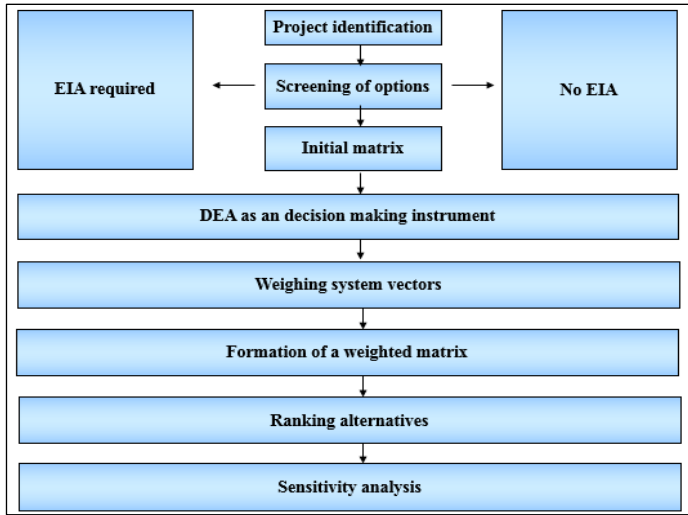 Project identification
EIA required
Screening of options
No EIA
Initial matrix
DEA as an decision making instrument
Weighing system vectors
Formation of a weighted matrix
Ranking alternatives
Sensitivity analysis